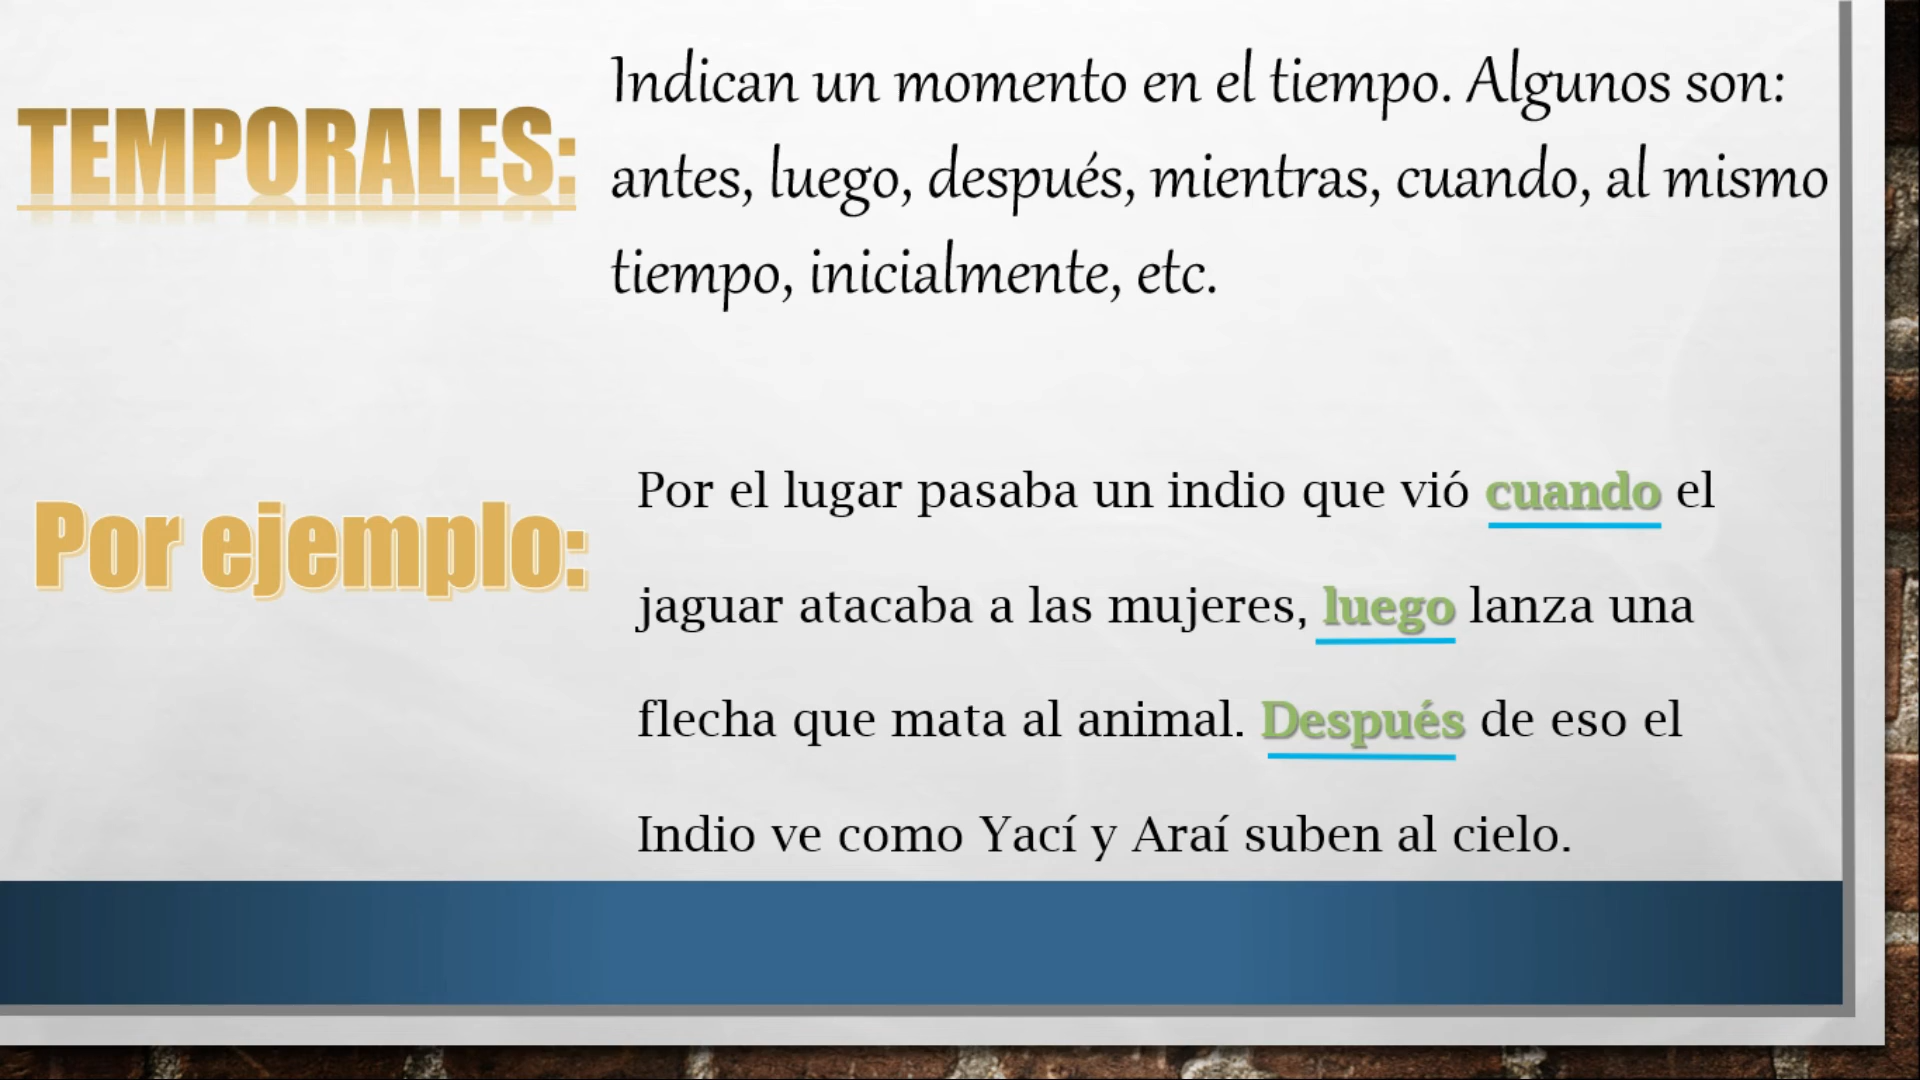 TEMPORALES:
Indican un momento en el tiempo. Algunos son:
antes, luego, después, mientras, cuando, al mismo
tiempo, inicialmente, etc.
Por ejemplo:
Por el lugar pasaba un indio que vió cuando el
jaguar atacaba a las mujeres, luego lanza una
flecha que mata al animal. Después de eso el
Indio ve como Yací y Araí suben al cielo.